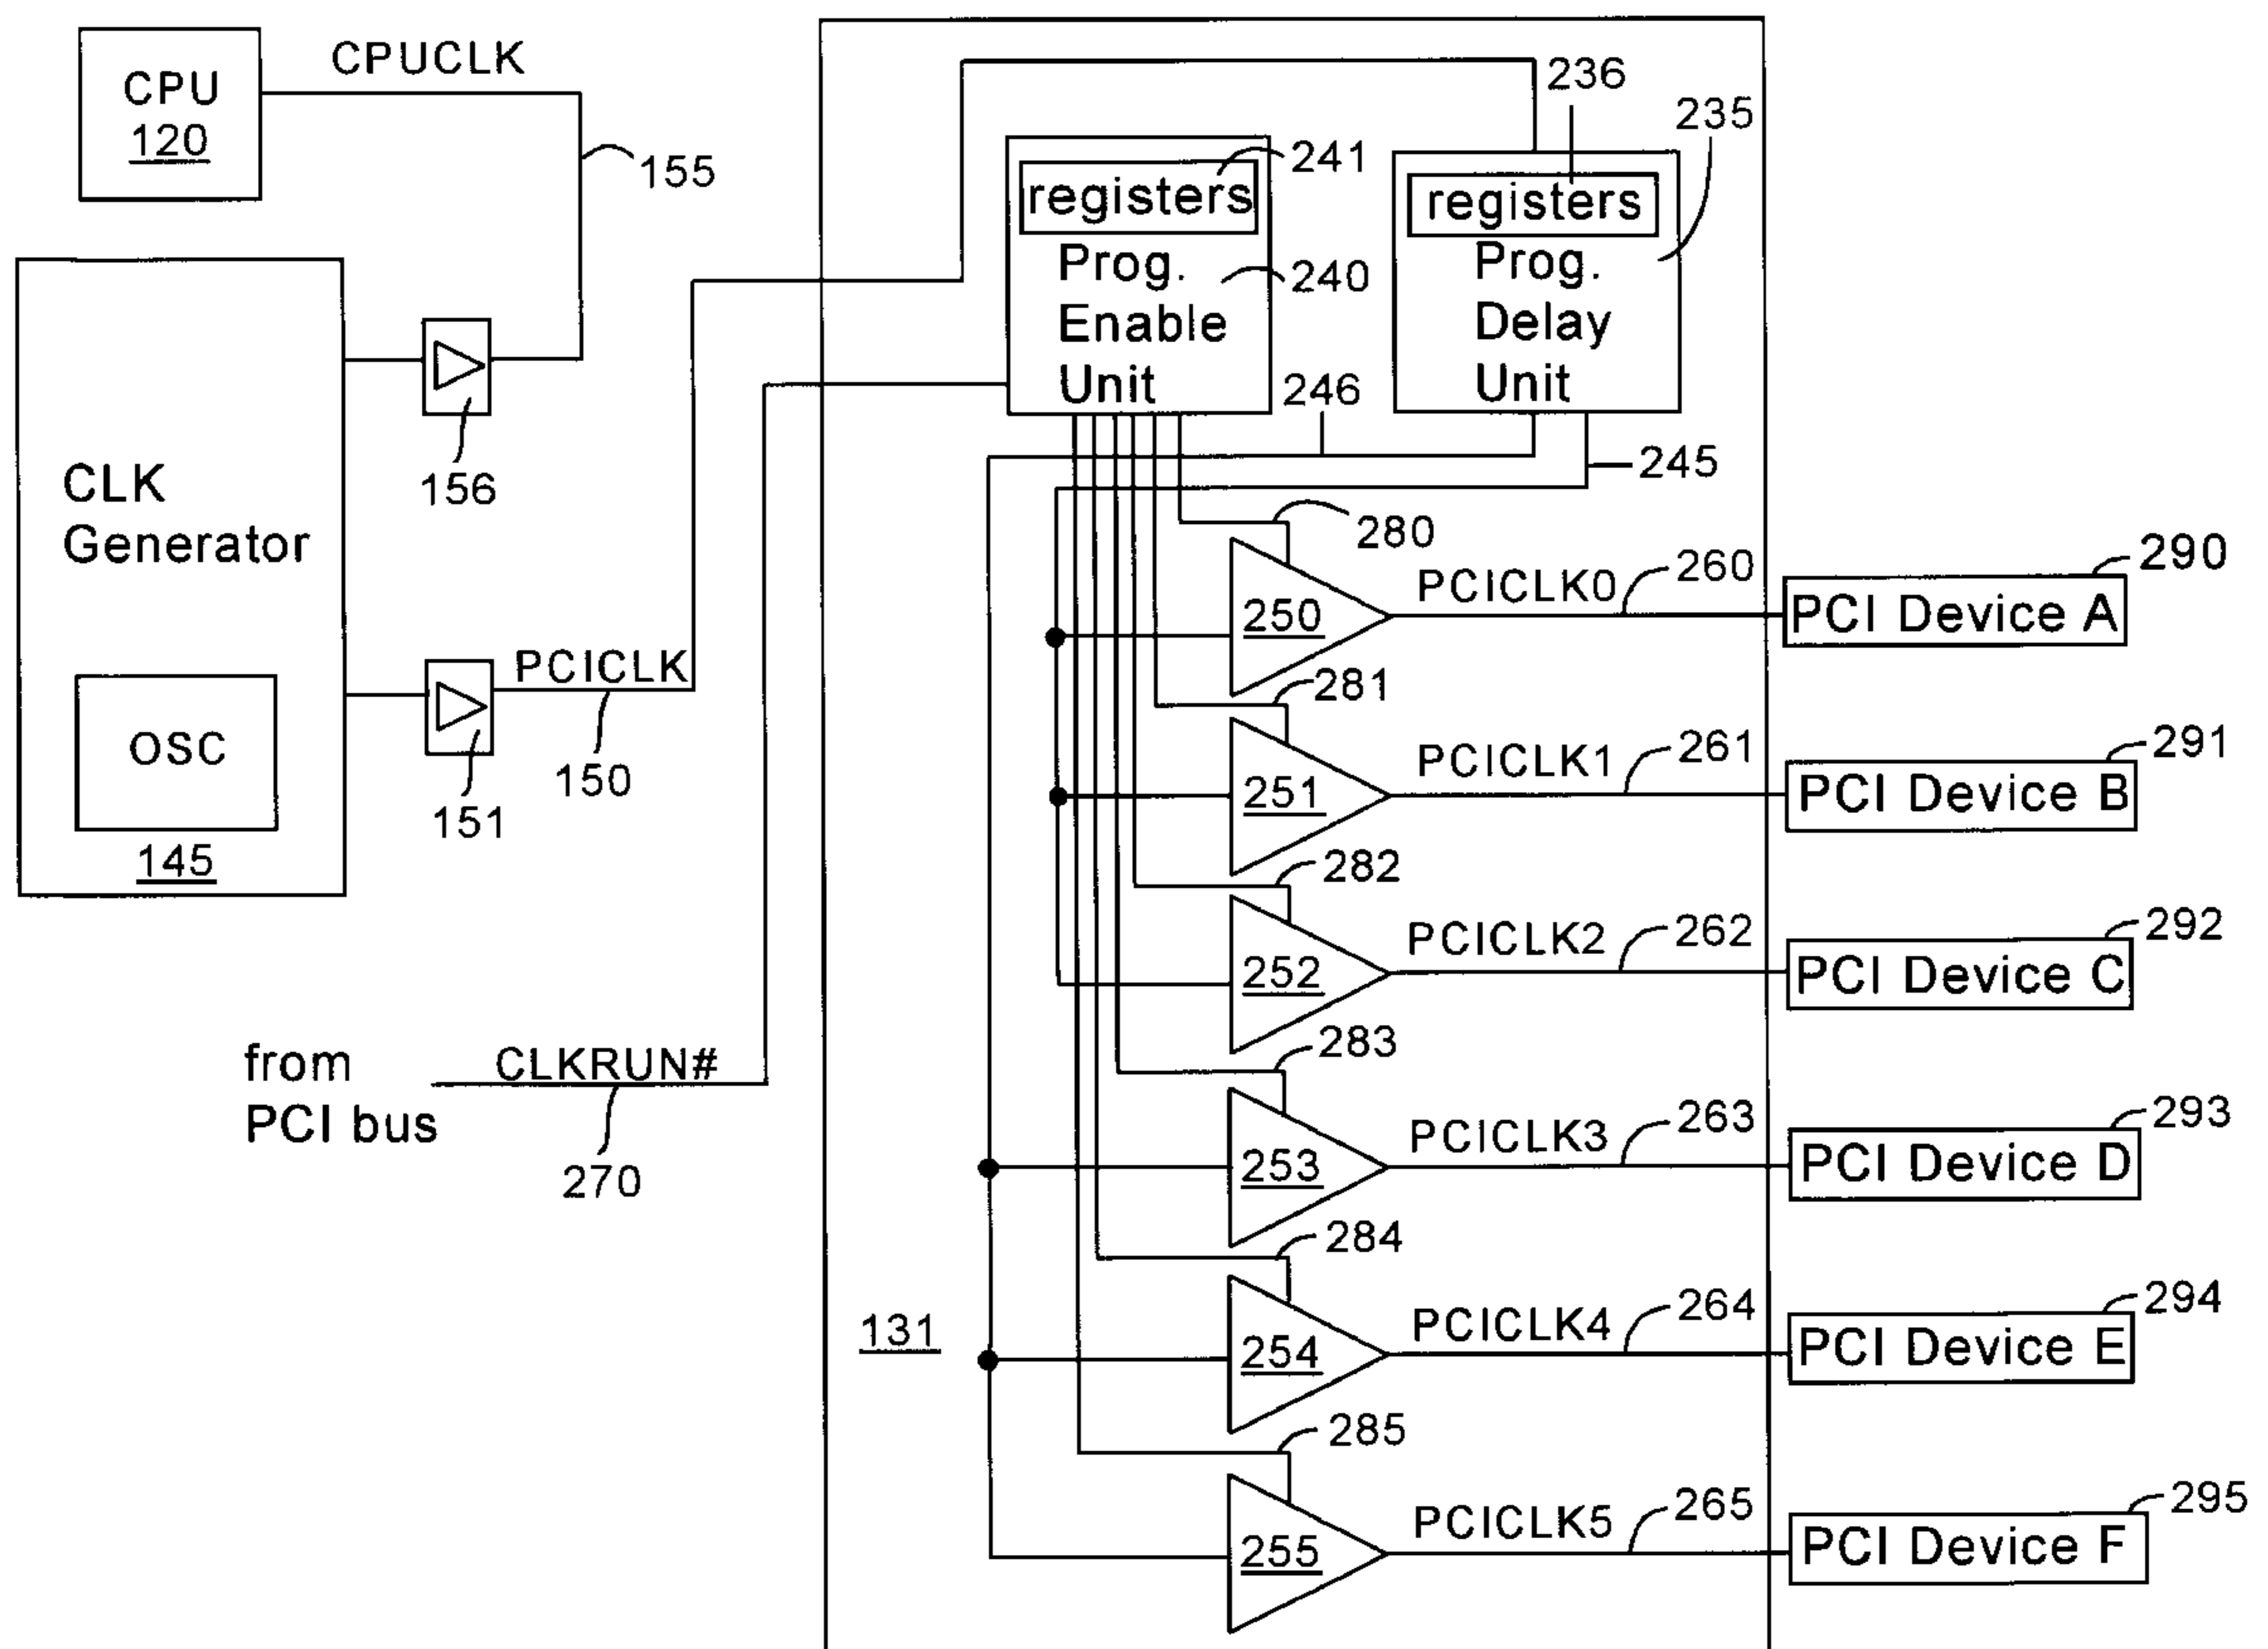 CPU
120
CPUCLK
155
CLK
Generator
OSC
145
156
PCICLK
150
151
from
PCI bus
CLKRUN#
270
131
registers
241
Prog.
Enable
Unit
240
registers
236
235
Prog.
Delay
Unit
246
245
280
250
PCICLK0
260
290
PCI Device A
281
251
PCICLK1
261
291
PCI Device B
282
252
PCICLK2
262
292
PCI Device C
283
253
PCICLK3
263
293
PCI Device D
284
254
PCICLK4
264
294
PCI Device E
285
255
PCICLK5
265
295
PCI Device F